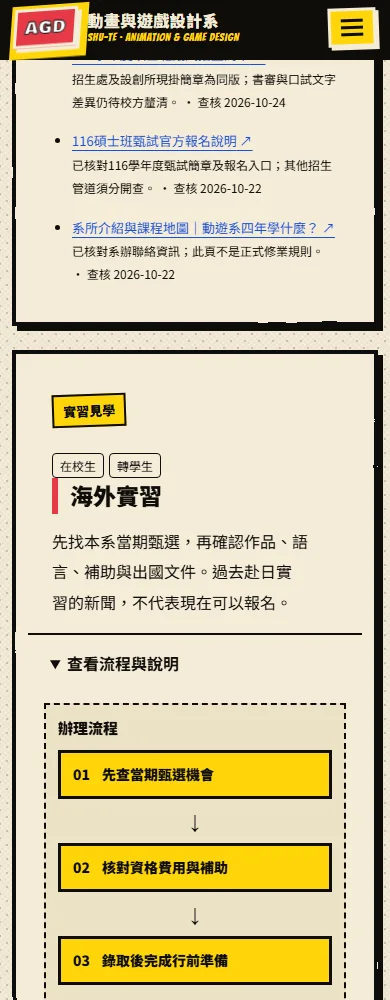 AGD
動畫與遊戲設計系
SHU-TE · ANIMATION & GAME DESIGN
招生處及設創所現掛簡章為同版；書審與口試文字
差異仍待校方釐清。 • 查核 2026-10-24
116碩士班甄試官方報名說明 ↗
已核對116學年度甄試簡章及報名入口；其他招生
管道須分開查。 • 查核 2026-10-22
系所介紹與課程地圖｜動遊系四年學什麼？ ↗
已核對系辦聯絡資訊；此頁不是正式修業規則。
• 查核 2026-10-22
實習見學
在校生 轉學生
海外實習
先找本系當期甄選，再確認作品、語
言、補助與出國文件。過去赴日實
習的新聞，不代表現在可以報名。
▼ 查看流程與說明
辦理流程
01 先查當期甄選機會
↓
02 核對資格費用與補助
↓
03 錄取後完成行前準備